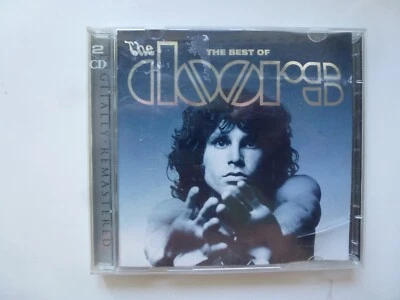 2
CD
DIGITALLY·REMASTERED
The
THE BEST OF
doors